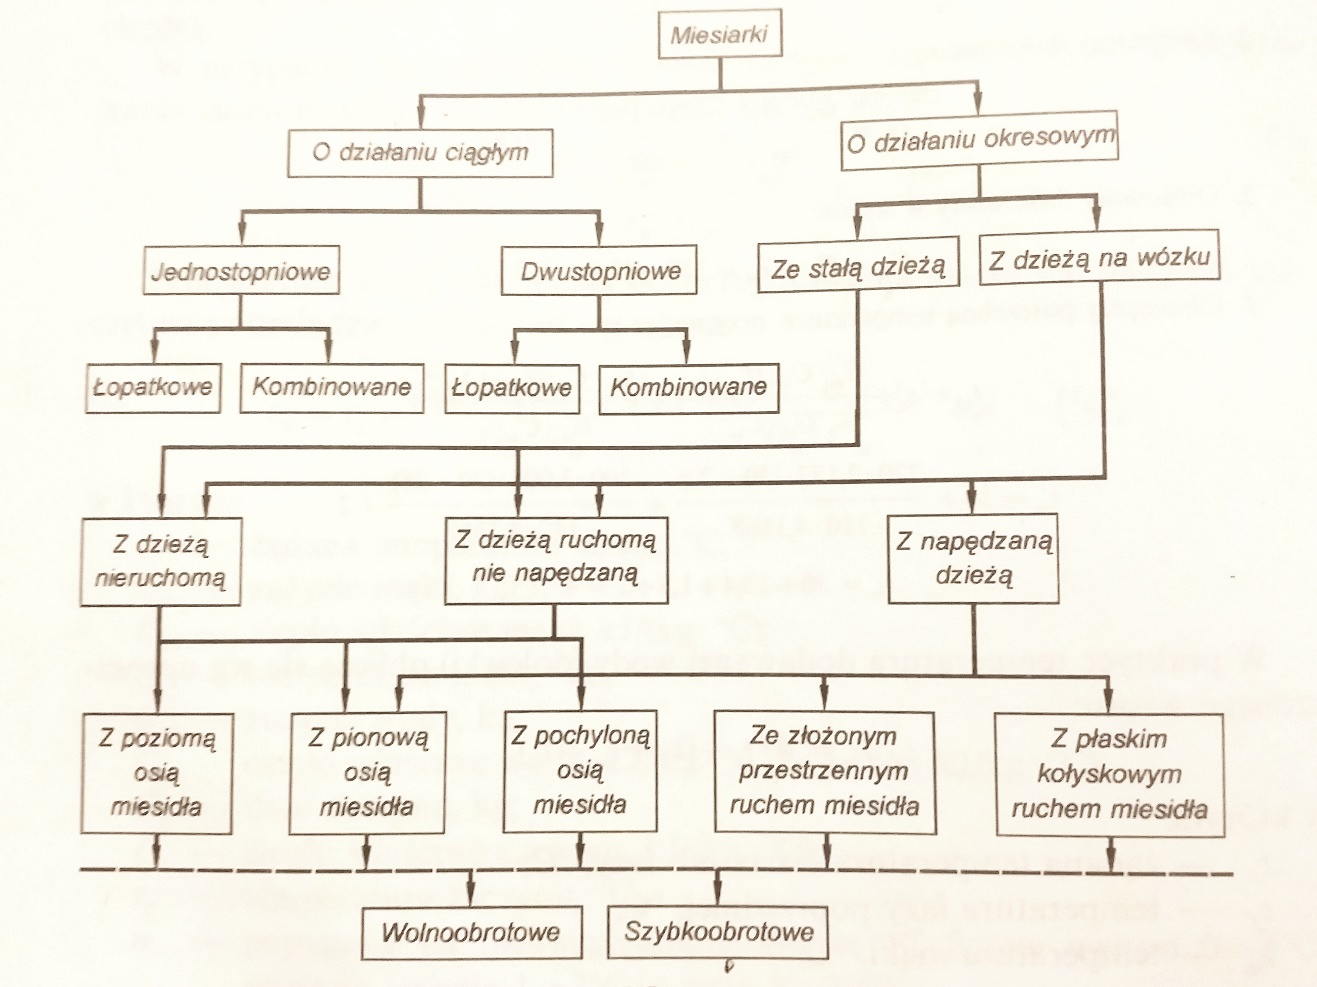 Miesiarki
O działaniu ciągłym
O działaniu okresowym
Jednostopniowe
Dwustopniowe
Ze stałą dzieżą
Z dzieżą na wózku
Łopatkowe
Kombinowane
Łopatkowe
Kombinowane
Z dzieżą
nieruchomą
Z dzieżą ruchomą
nie napędzaną
Z napędzaną
dzieżą
Z poziomą
osią
miesidła
Z pionową
osią
miesidła
Z pochyloną
osią
miesidła
Ze złożonym
przestrzennym
ruchem miesidła
Z płaskim
kołyskowym
ruchem miesidła
Wolnoobrotowe
Szybkoobrotowe